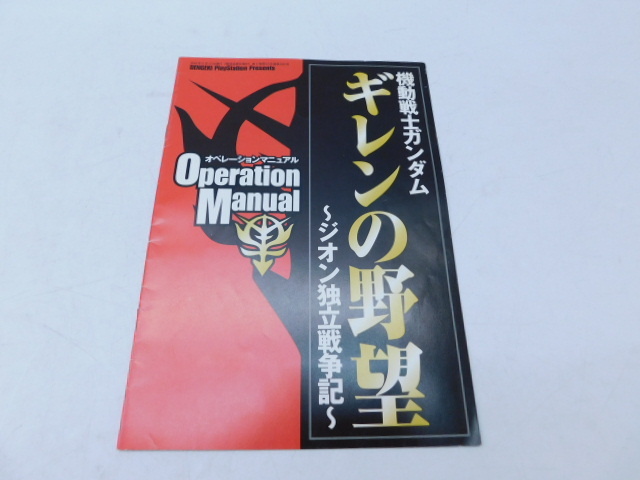 DENGEKI PlayStation Presents
機動戦士ガンダム
ギレンの野望
～ジオン独立戦争記～
オペレーションマニュアル
Operation
Manual